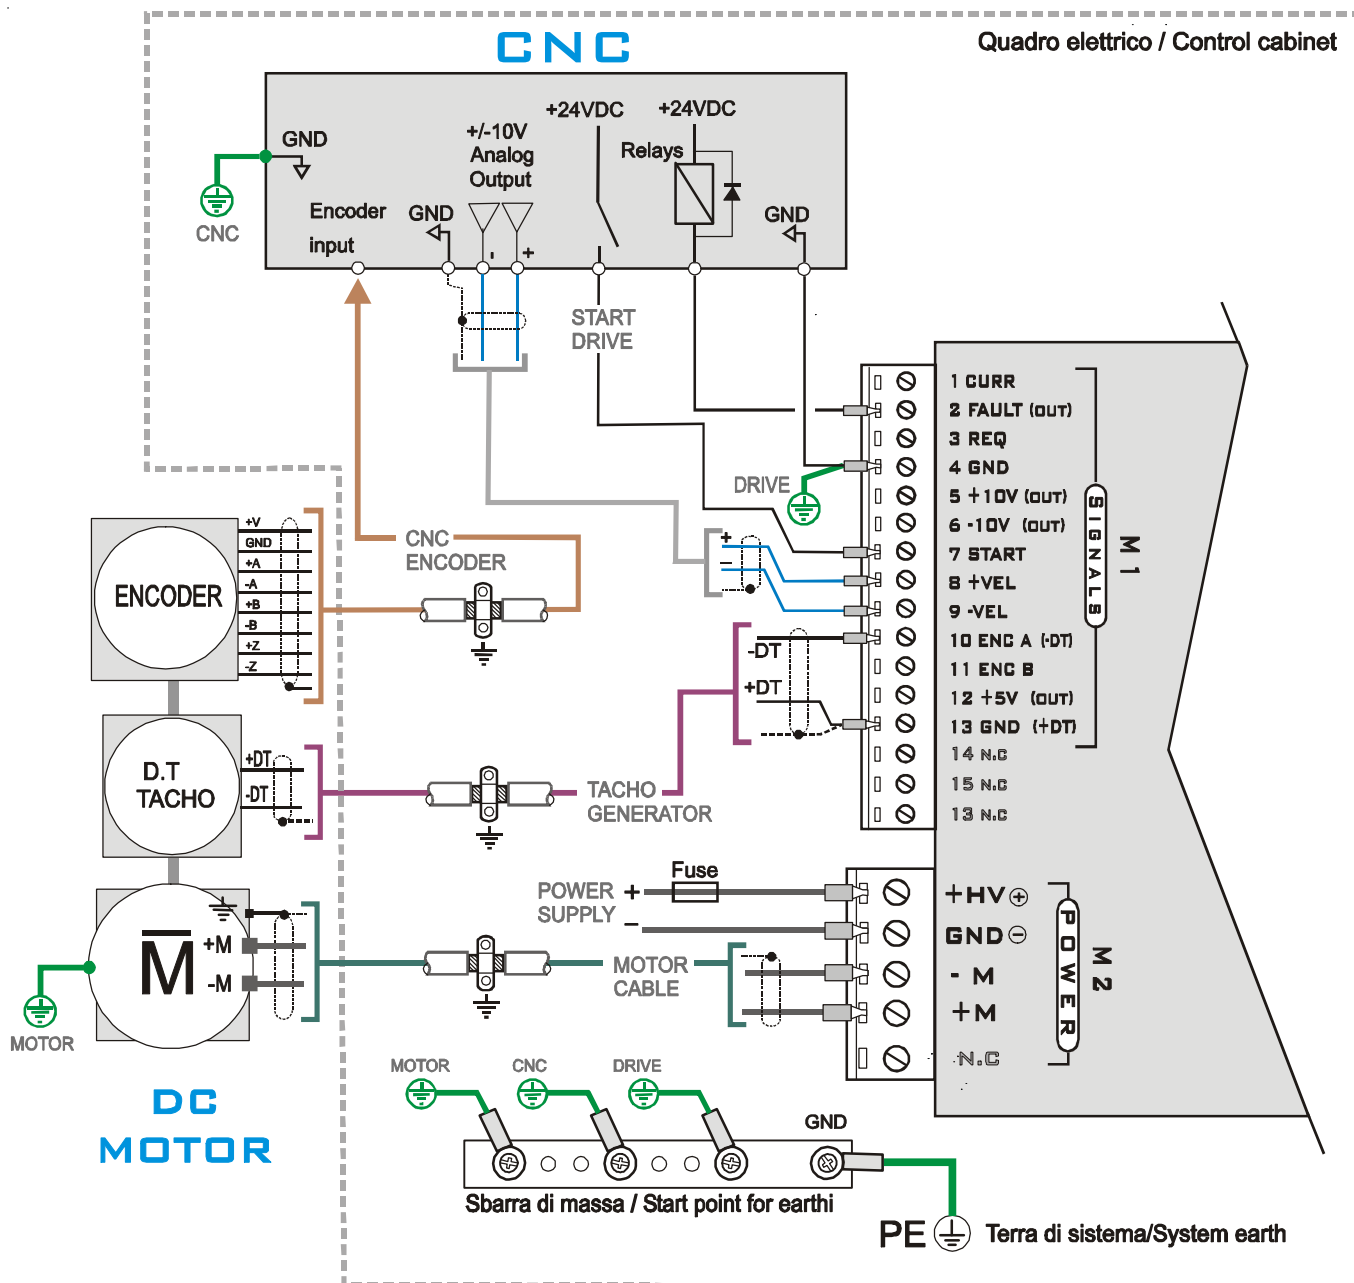 CNC
Quadro elettrico / Control cabinet
+24VDC
+24VDC
GND
+/-10V
Analog
Output
Relays
Encoder
input
GND
GND
CNC
-
+
START
DRIVE
1 CURR
2 FAULT (OUT)
3 REQ
4 GND
5 +10V (OUT)
6 -10V (OUT)
7 START
8 +VEL
9 -VEL
10 ENC A (-DT)
11 ENC B
12 +5V (OUT)
13 GND (+DT)
14 N.C
15 N.C
13 N.C
SIGNALS
M 1
DRIVE
+
–
CNC
ENCODER
ENCODER
+V
GND
+A
-A
+B
-B
+Z
-Z
-DT
+DT
D.T
TACHO
+DT
-DT
TACHO
GENERATOR
Fuse
POWER
SUPPLY
+
–
+HV +
GND –
- M
+M
N.C
POWER
M 2
M
+M
-M
MOTOR
CABLE
MOTOR
DC
MOTOR
MOTOR
CNC
DRIVE
GND
Sbarra di massa / Start point for earthi
PE
Terra di sistema/System earth